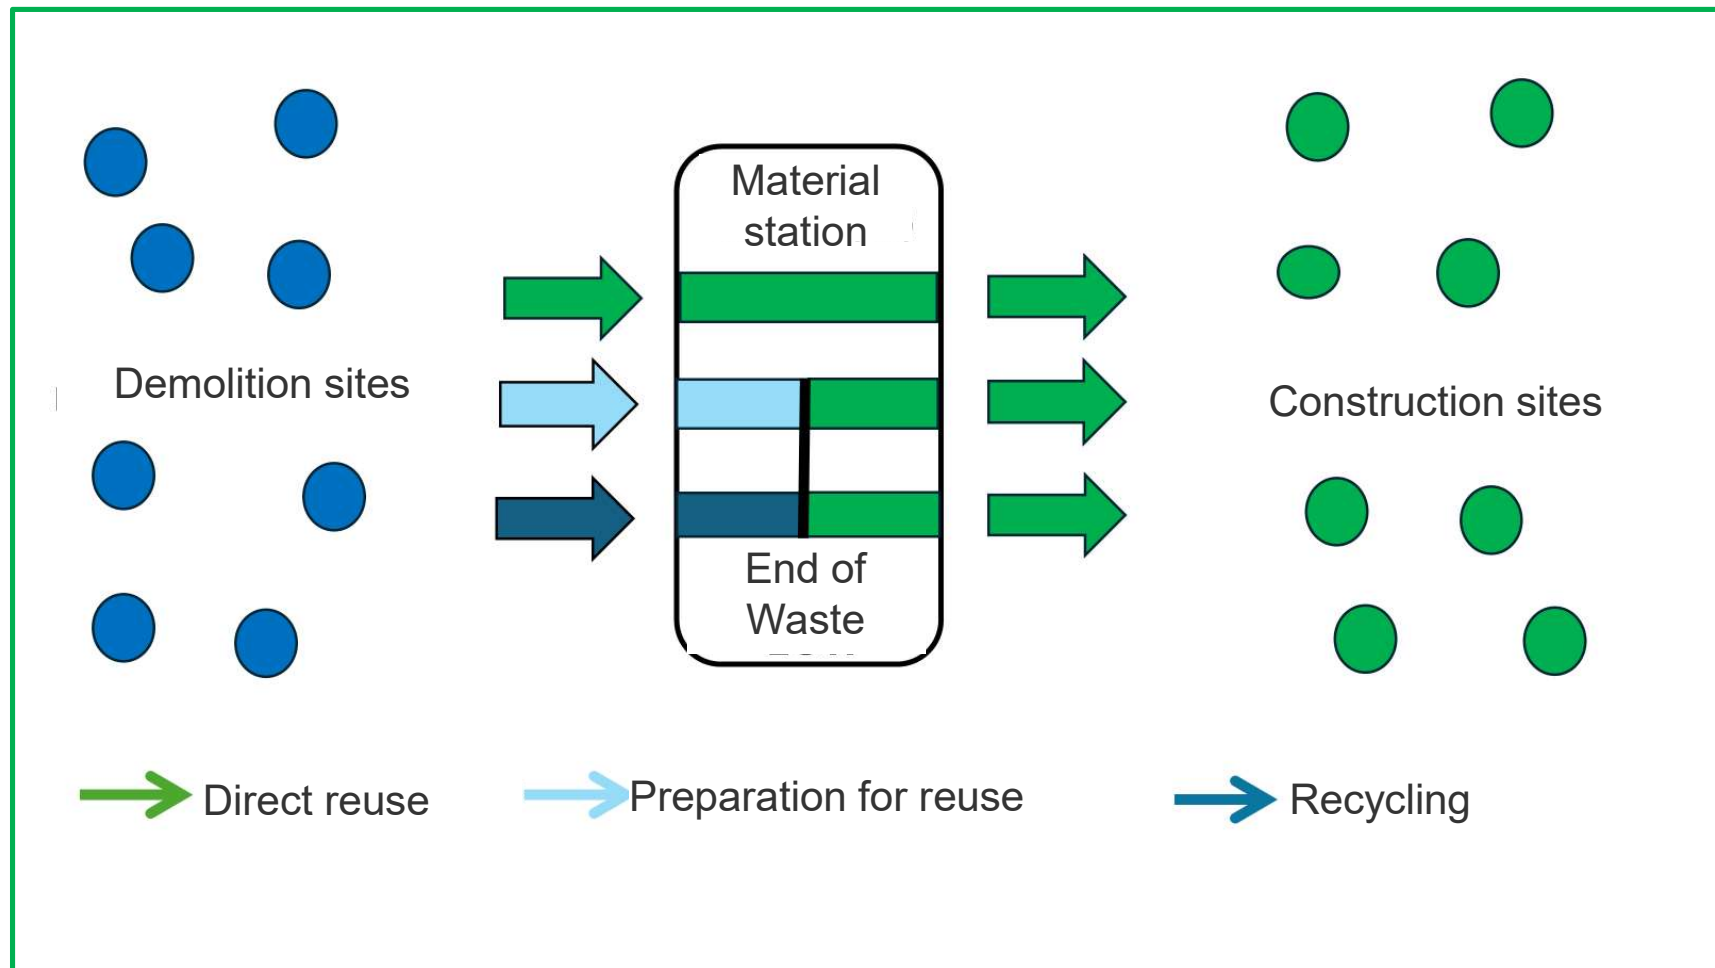 Material
station
Demolition sites
Construction sites
End of
Waste
Direct reuse
Preparation for reuse
Recycling